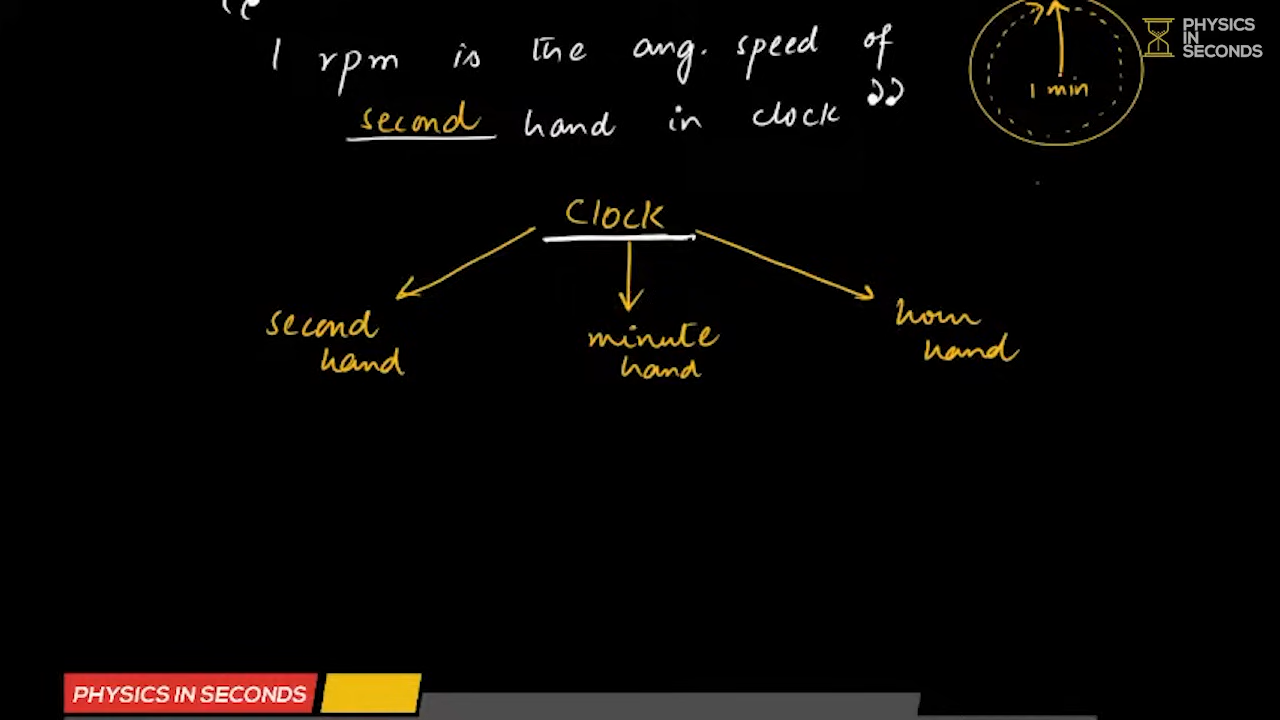 “
1 rpm is the ang. speed of
second hand in clock ”
1 min
PHYSICS
IN
SECONDS
Clock
second
hand
minute
hand
hour
hand
PHYSICS IN SECONDS